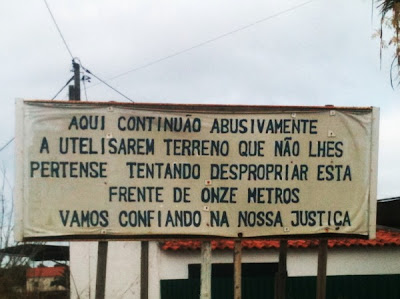 AQUI CONTINUÃO ABUSIVAMENTE
A UTELISAREM TERRENO QUE NÃO LHES
PERTENSE TENTANDO DESPROPRIAR ESTA
FRENTE DE ONZE METROS
VAMOS CONFIANDO NA NOSSA JUSTIÇA